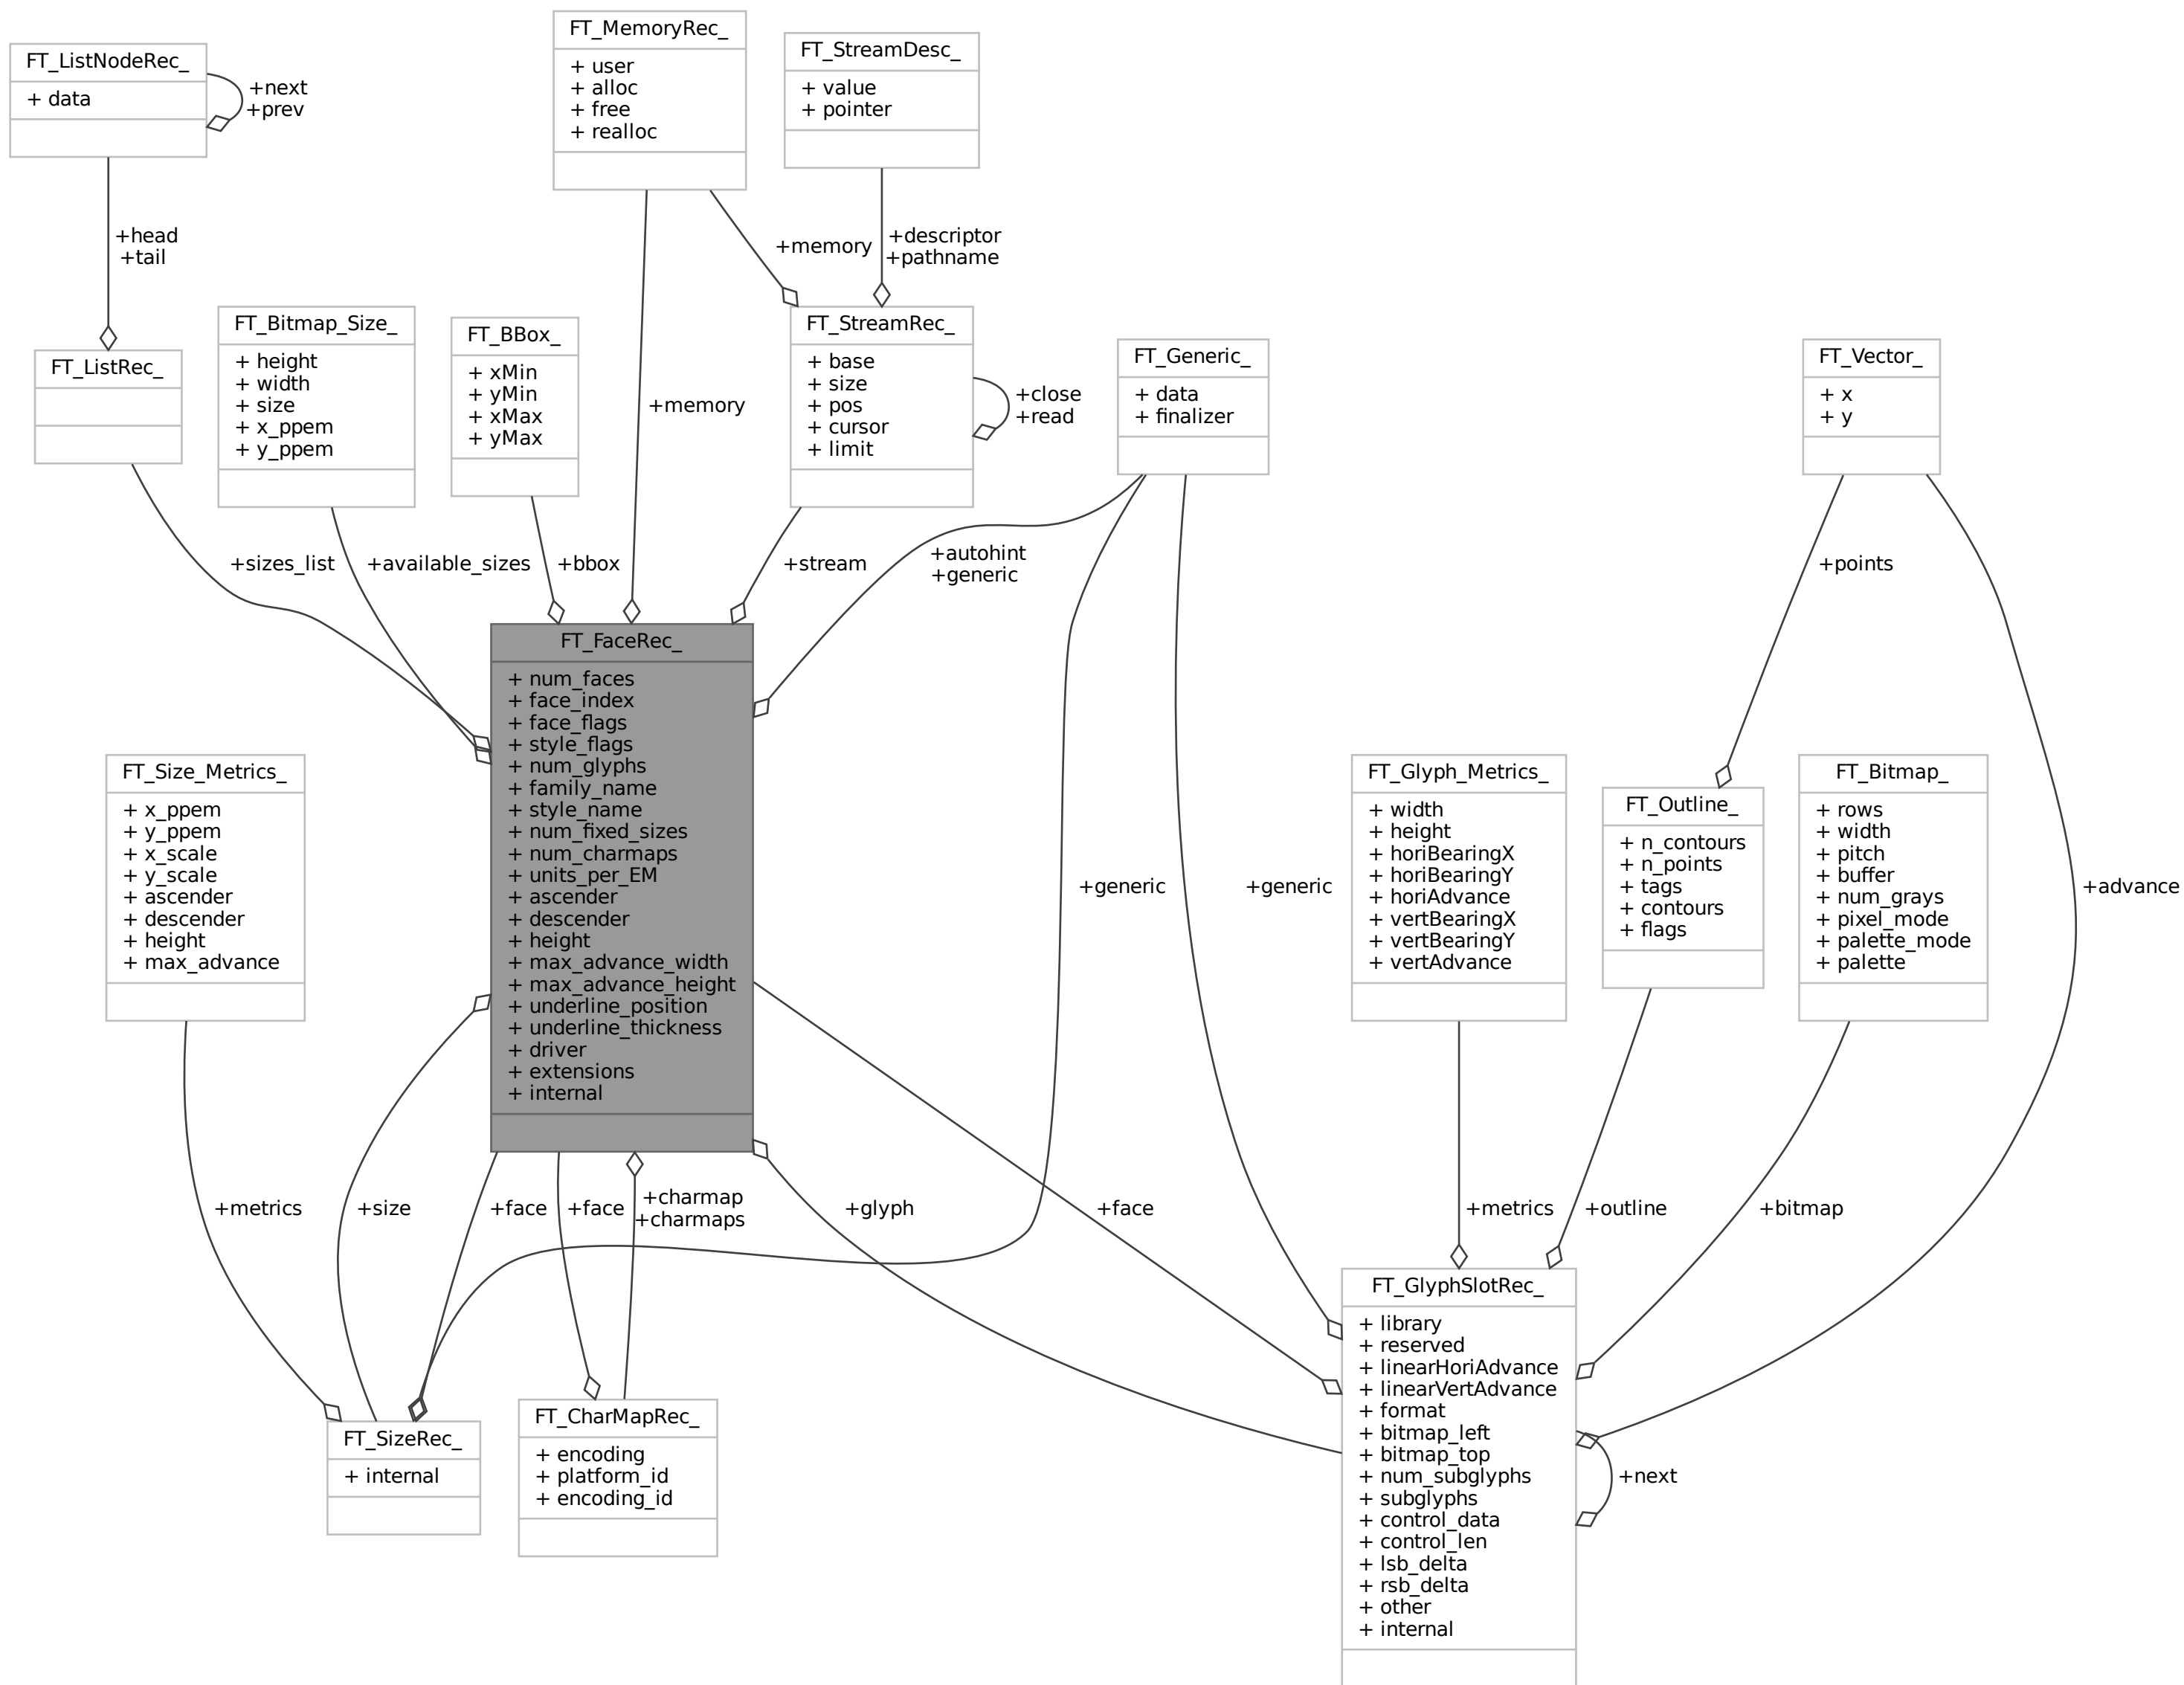 FT_ListNodeRec_
+ data
+next
+prev
FT_MemoryRec_
+ user
+ alloc
+ free
+ realloc
FT_StreamDesc_
+ value
+ pointer
+head
+tail
+memory
+descriptor
+pathname
FT_ListRec_
FT_Bitmap_Size_
+ height
+ width
+ size
+ x_ppem
+ y_ppem
FT_BBox_
+ xMin
+ yMin
+ xMax
+ yMax
+memory
FT_StreamRec_
+ base
+ size
+ pos
+ cursor
+ limit
+close
+read
FT_Generic_
+ data
+ finalizer
FT_Vector_
+ x
+ y
+sizes_list
+available_sizes
+bbox
+stream
+autohint
+generic
+points
FT_FaceRec_
+ num_faces
+ face_index
+ face_flags
+ style_flags
+ num_glyphs
+ family_name
+ style_name
+ num_fixed_sizes
+ num_charmaps
+ units_per_EM
+ ascender
+ descender
+ height
+ max_advance_width
+ max_advance_height
+ underline_position
+ underline_thickness
+ driver
+ extensions
+ internal
FT_Size_Metrics_
+ x_ppem
+ y_ppem
+ x_scale
+ y_scale
+ ascender
+ descender
+ height
+ max_advance
+generic
+generic
FT_Glyph_Metrics_
+ width
+ height
+ horiBearingX
+ horiBearingY
+ horiAdvance
+ vertBearingX
+ vertBearingY
+ vertAdvance
FT_Outline_
+ n_contours
+ n_points
+ tags
+ contours
+ flags
FT_Bitmap_
+ rows
+ width
+ pitch
+ buffer
+ num_grays
+ pixel_mode
+ palette_mode
+ palette
+advance
+metrics
+size
+face
+face
+charmap
+charmaps
+glyph
+face
+metrics
+outline
+bitmap
FT_SizeRec_
+ internal
FT_CharMapRec_
+ encoding
+ platform_id
+ encoding_id
FT_GlyphSlotRec_
+ library
+ reserved
+ linearHoriAdvance
+ linearVertAdvance
+ format
+ bitmap_left
+ bitmap_top
+ num_subglyphs
+ subglyphs
+ control_data
+ control_len
+ lsb_delta
+ rsb_delta
+ other
+ internal
+next